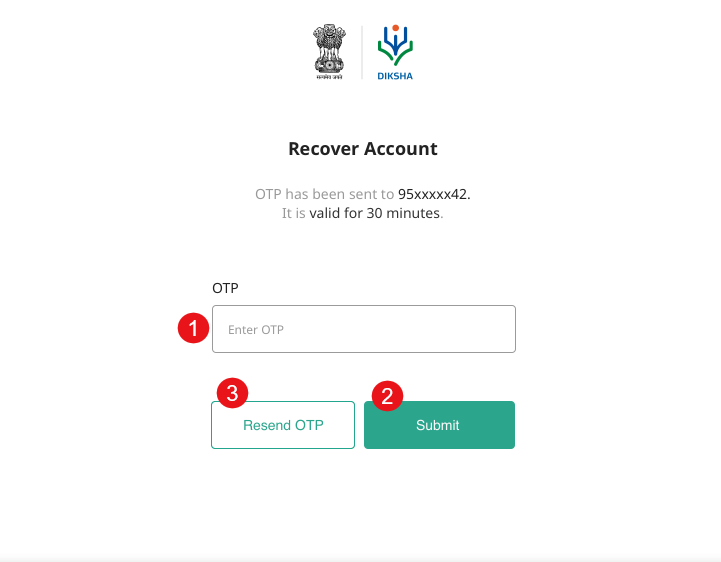 सत्यमेव जयते
DIKSHA
Recover Account
OTP has been sent to 95xxxxx42.
It is valid for 30 minutes.
OTP
1
Enter OTP
3
2
Resend OTP
Submit